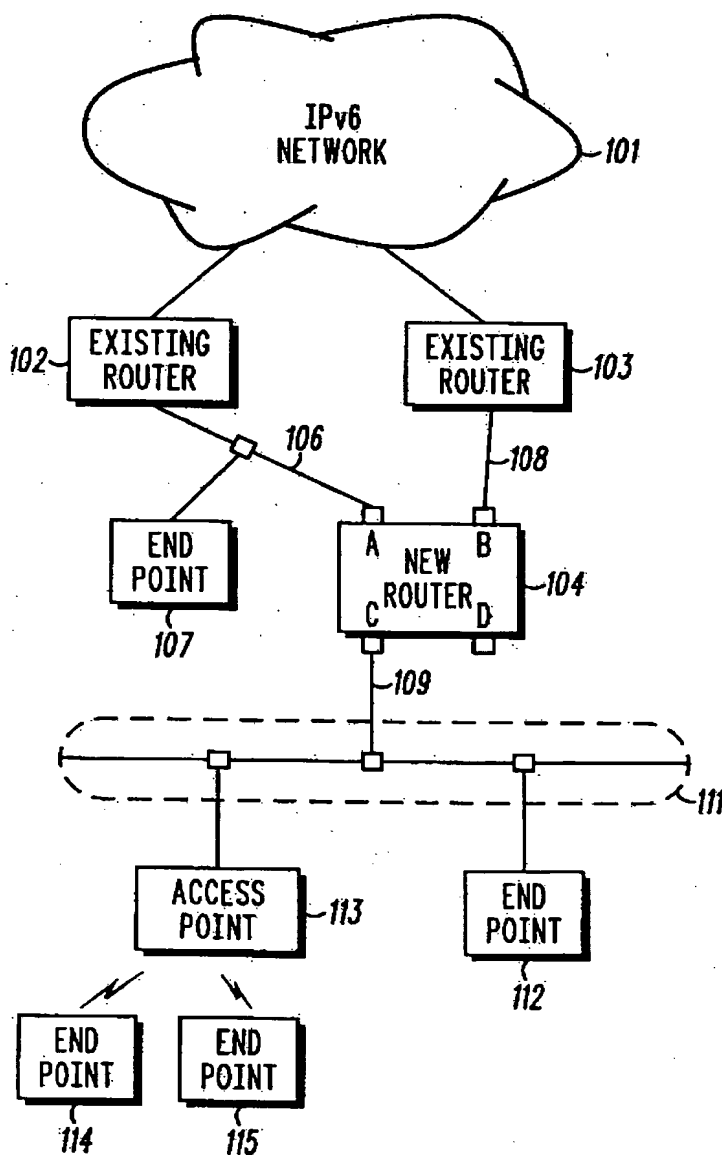 IPv6
NETWORK
101
EXISTING
ROUTER
102
EXISTING
ROUTER
103
106
108
END
POINT
107
A
B
NEW
ROUTER
C
D
104
109
111
ACCESS
POINT
113
END
POINT
112
END
POINT
114
END
POINT
115